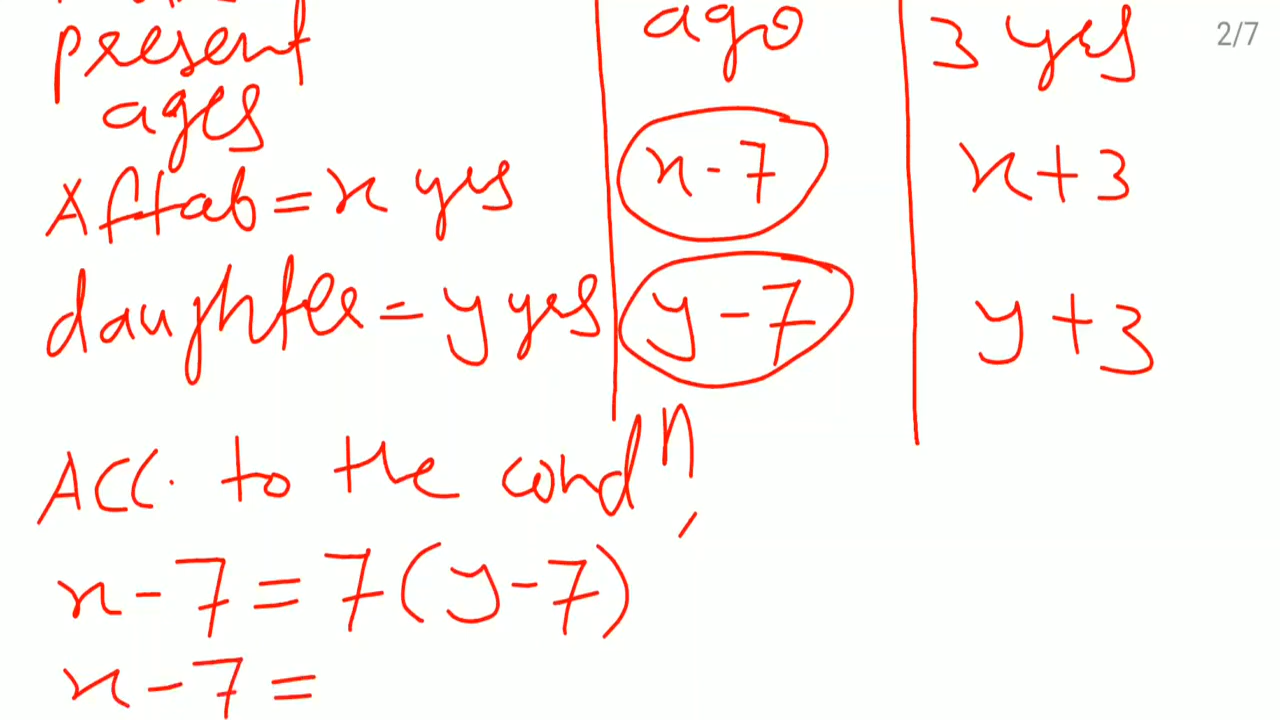 present ages
Aftab = x yrs
daughter = y yrs
ago
x-7
y-7
3 yrs
x+3
y+3
2/7
Acc. to the condⁿ,
x-7 = 7(y-7)
x-7 =